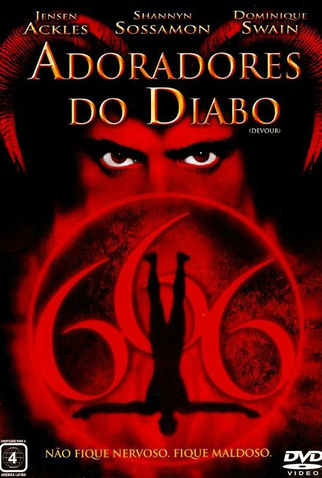 JENSEN SHANNYN DOMINIQUE
ACKLES SOSSAMON SWAIN
ADORADORES
DO DIABO
(DEVOUR)
666
NÃO FIQUE NERVOSO. FIQUE MALDOSO.
4
DVD
VIDEO